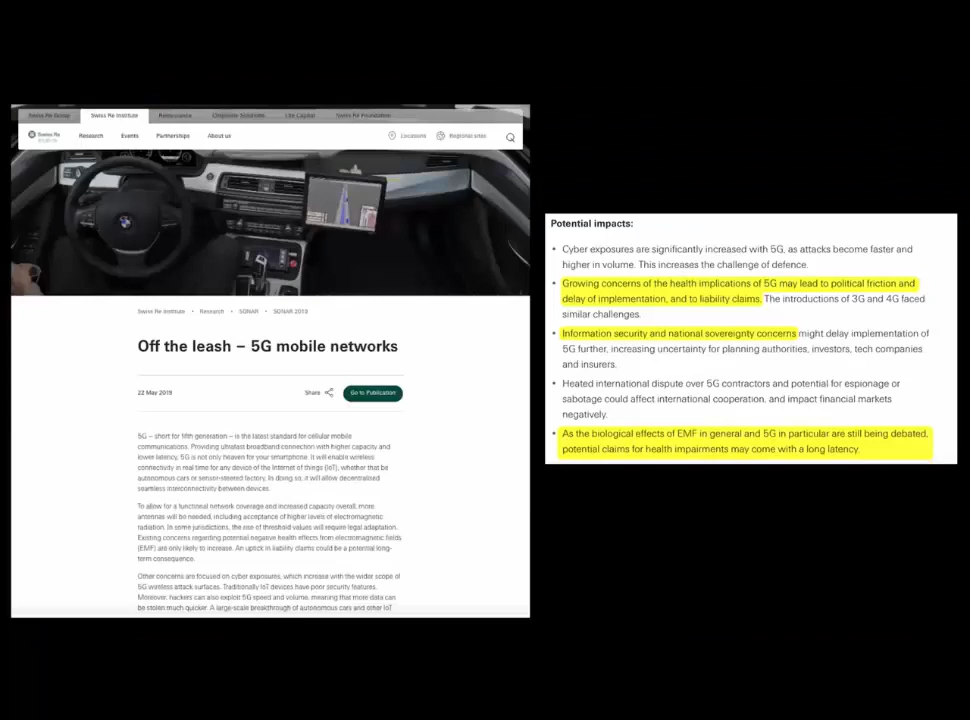 Swiss Re Group Swiss Re Institute Reinsurance Corporate Solutions Life Capital Swiss Re Foundation
Swiss Re
Institute
Research Events Partnerships About us Locations Regional sites
Swiss Re Institute • Research • SONAR • SONAR 2019
Off the leash – 5G mobile networks
22 May 2019 Share Go to Publication
5G – short for fifth generation – is the latest standard for cellular mobile
communications. Providing ultrafast broadband connection with higher capacity and
lower latency, 5G is not only heaven for your smartphone. It will enable wireless
connectivity in real time for any device of the Internet of things (IoT), whether that be
autonomous cars or sensor-steered factory. In doing so, it will allow decentralised
seamless interconnectivity between devices.
To allow for a functional network coverage and increased capacity overall, more
antennas will be needed, including acceptance of higher levels of electromagnetic
radiation. In some jurisdictions, the rise of threshold values will require legal adaptation.
Existing concerns regarding potential negative health effects from electromagnetic fields
(EMF) are only likely to increase. An uptick in liability claims could be a potential long-
term consequence.
Other concerns are focused on cyber exposures, which increase with the wider scope of
5G wireless attack surfaces. Traditionally IoT devices have poor security features.
Moreover, hackers can also exploit 5G speed and volume, meaning that more data can
be stolen much quicker. A large-scale breakthrough of autonomous cars and other IoT
Potential impacts:
• Cyber exposures are significantly increased with 5G, as attacks become faster and
higher in volume. This increases the challenge of defence.
• Growing concerns of the health implications of 5G may lead to political friction and
delay of implementation, and to liability claims. The introductions of 3G and 4G faced
similar challenges.
• Information security and national sovereignty concerns might delay implementation of
5G further, increasing uncertainty for planning authorities, investors, tech companies
and insurers.
• Heated international dispute over 5G contractors and potential for espionage or
sabotage could affect international cooperation, and impact financial markets
negatively.
• As the biological effects of EMF in general and 5G in particular are still being debated,
potential claims for health impairments may come with a long latency.